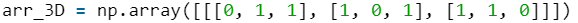 arr_3D = np.array([[[0, 1, 1], [1, 0, 1], [1, 1, 0]]])